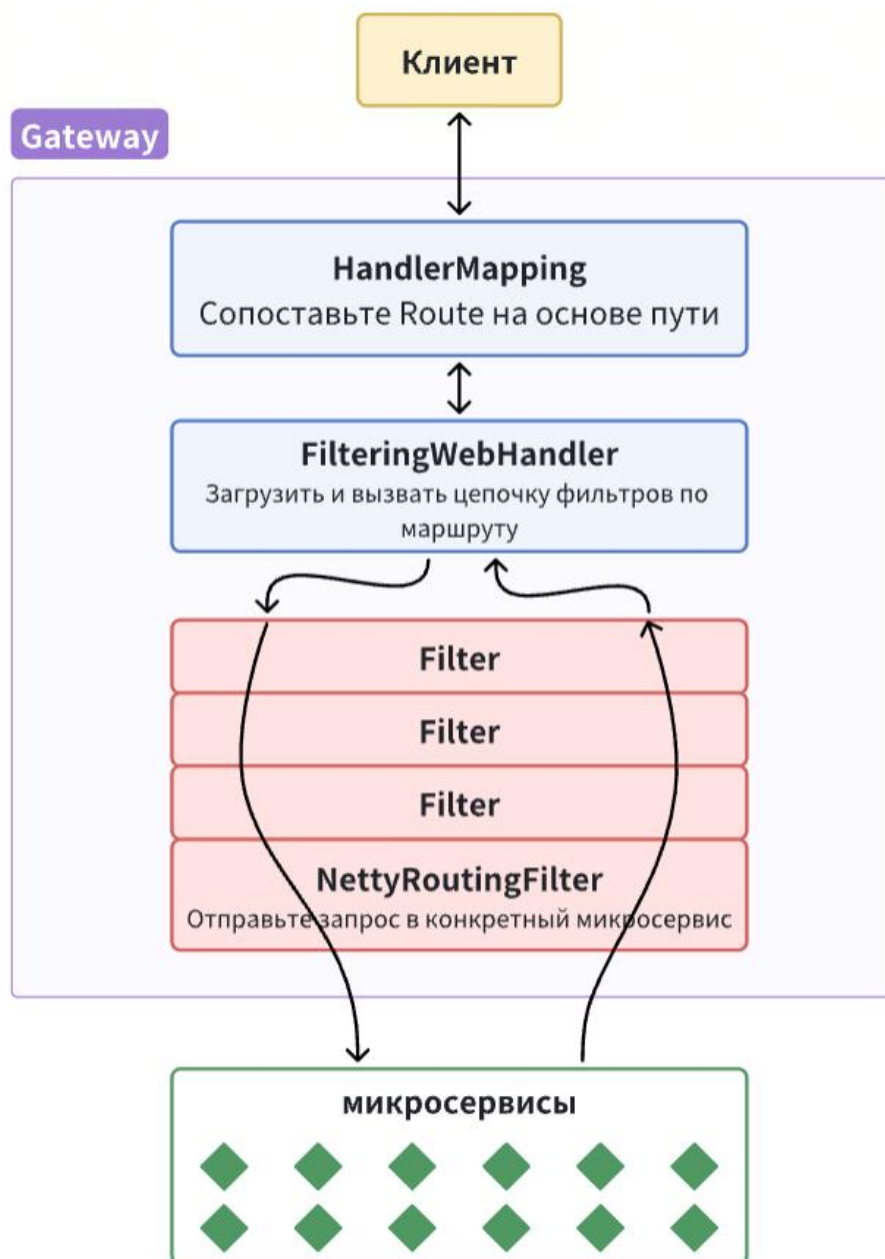 Клиент
Gateway
HandlerMapping
Сопоставьте Route на основе пути
FilteringWebHandler
Загрузить и вызвать цепочку фильтров по
маршруту
Filter
Filter
Filter
NettyRoutingFilter
Отправьте запрос в конкретный микросервис
микросервисы